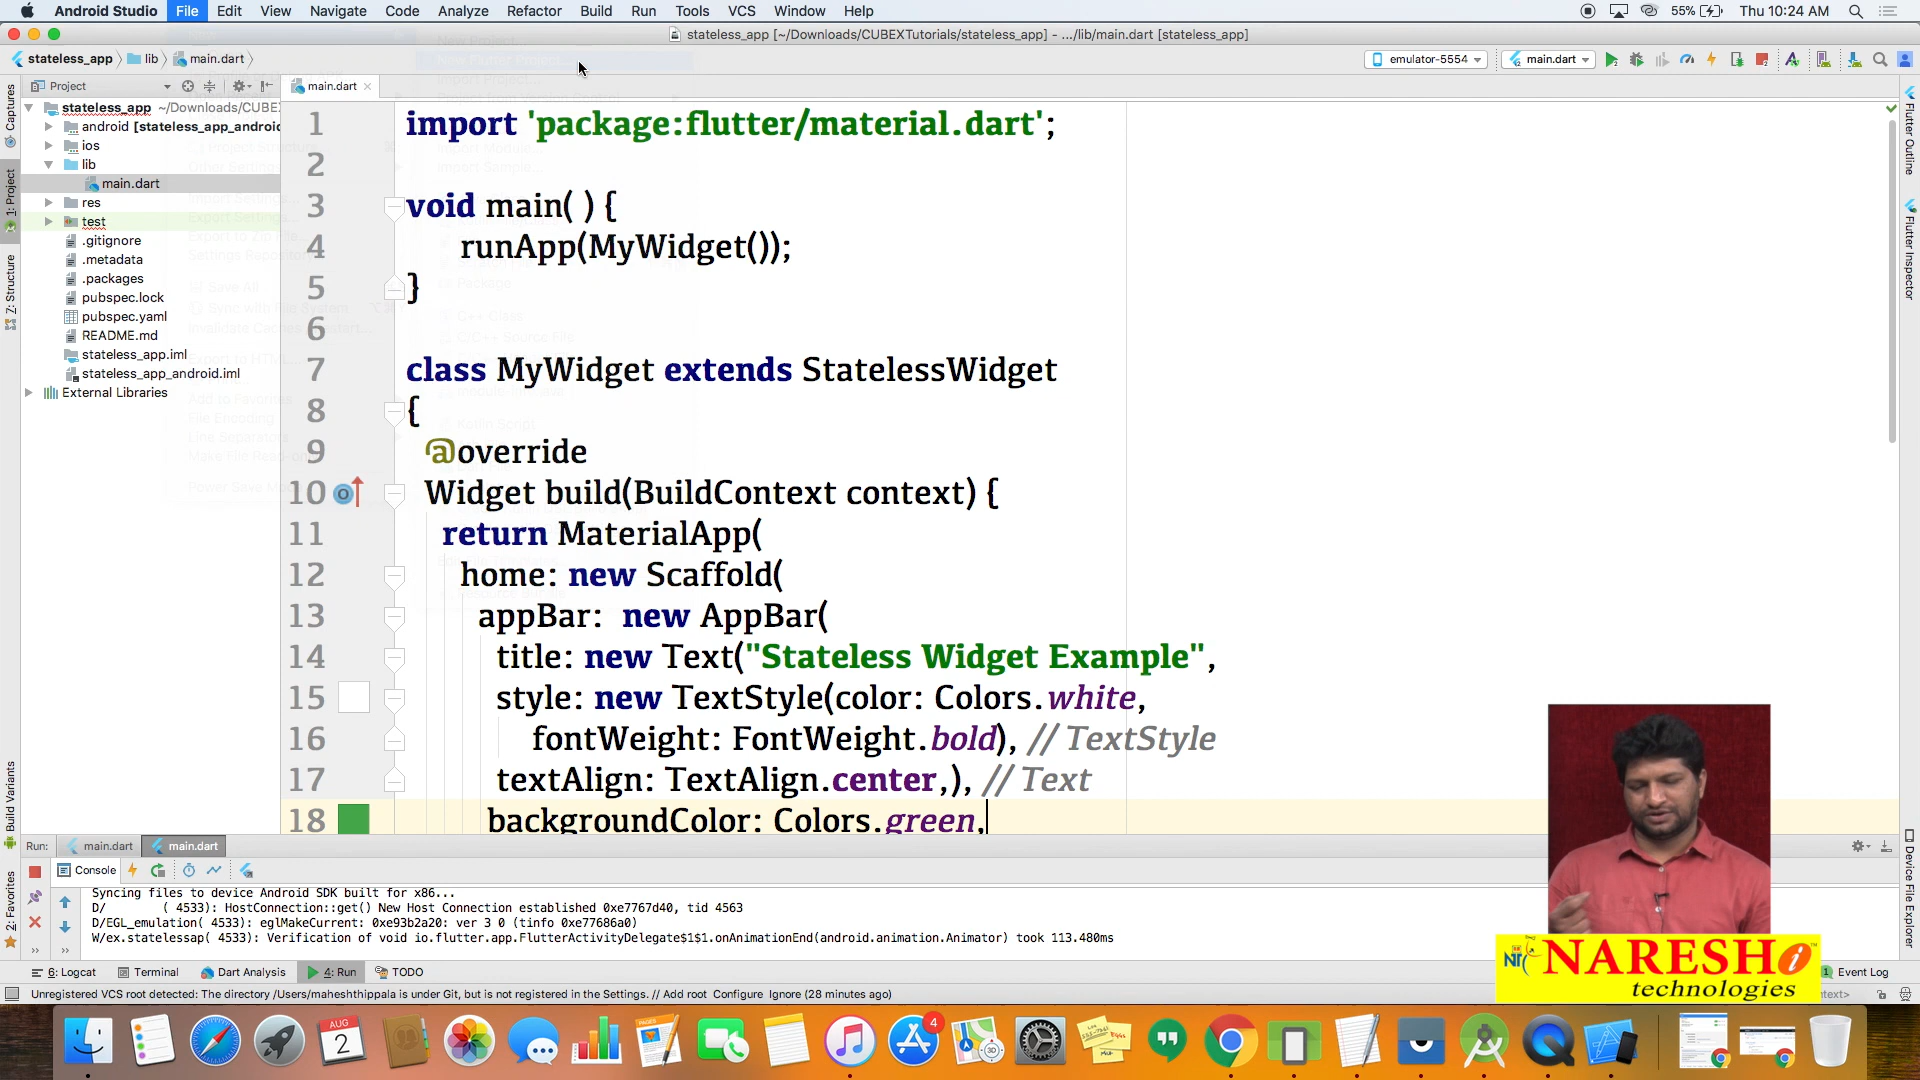 Android Studio File Edit View Navigate Code Analyze Refactor Build Run Tools VCS Window Help 55% Thu 10:24 AM
stateless_app [~/Downloads/CUBEXTutorials/stateless_app] - .../lib/main.dart [stateless_app]
stateless_app lib main.dart emulator-5554 main.dart
Project main.dart
stateless_app ~/Downloads/CUBEX
android [stateless_app_android
ios
lib
main.dart
res
test
.gitignore
.metadata
.packages
pubspec.lock
pubspec.yaml
README.md
stateless_app.iml
stateless_app_android.iml
External Libraries
Captures
1: Project
Z: Structure
Build Variants
2: Favorites
1 import 'package:flutter/material.dart';
2
3 void main( ) {
4 runApp(MyWidget());
5 }
6
7 class MyWidget extends StatelessWidget
8 {
9 @override
10 Widget build(BuildContext context) {
11 return MaterialApp(
12 home: new Scaffold(
13 appBar: new AppBar(
14 title: new Text("Stateless Widget Example",
15 style: new TextStyle(color: Colors.white,
16 fontWeight: FontWeight.bold), // TextStyle
17 textAlign: TextAlign.center,), // Text
18 backgroundColor: Colors.green,
Flutter Outline
Flutter Inspector
Device File Explorer
Run: main.dart main.dart
Console
Syncing files to device Android SDK built for x86...
D/ ( 4533): HostConnection::get() New Host Connection established 0xe7767d40, tid 4563
D/EGL_emulation( 4533): eglMakeCurrent: 0xe93b2a20: ver 3 0 (tinfo 0xe77686a0)
W/ex.statelessap( 4533): Verification of void io.flutter.app.FlutterActivityDelegate$1$1.onAnimationEnd(android.animation.Animator) took 113.480ms
6: Logcat Terminal Dart Analysis 4: Run TODO 1 Event Log
Unregistered VCS root detected: The directory /Users/maheshthippala is under Git, but is not registered in the Settings. // Add root Configure Ignore (28 minutes ago)
NARESH i
technologies
AUG
2
4
PAGES
3D